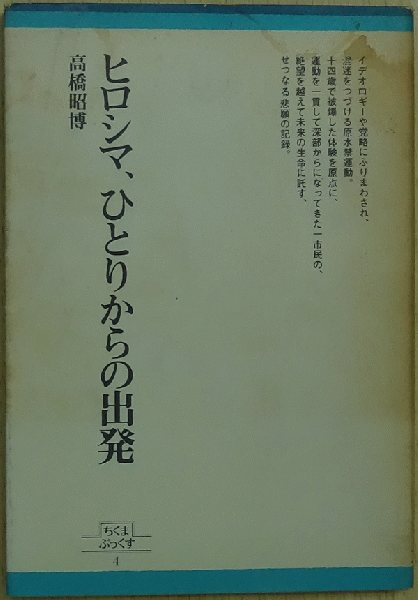 イデオロギーや党略にふりまわされ、
混迷をつづける原水禁運動。
十四歳で被爆した体験を原点に、
運動を一貫して深部からになってきた一市民の、
絶望を越えて未来の生命に託す、
せつなる悲願の記録。
ヒロシマ、ひとりからの出発
高橋昭博
ちくま
ぶっくす
4